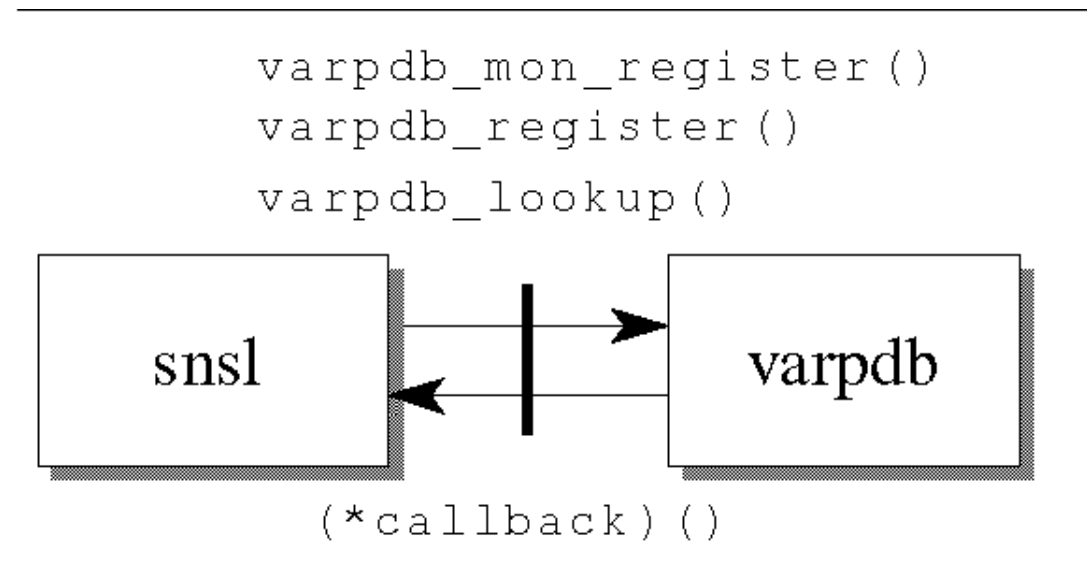 varpdb_mon_register()
varpdb_register()
varpdb_lookup()
snsl
varpdb
(*callback)()